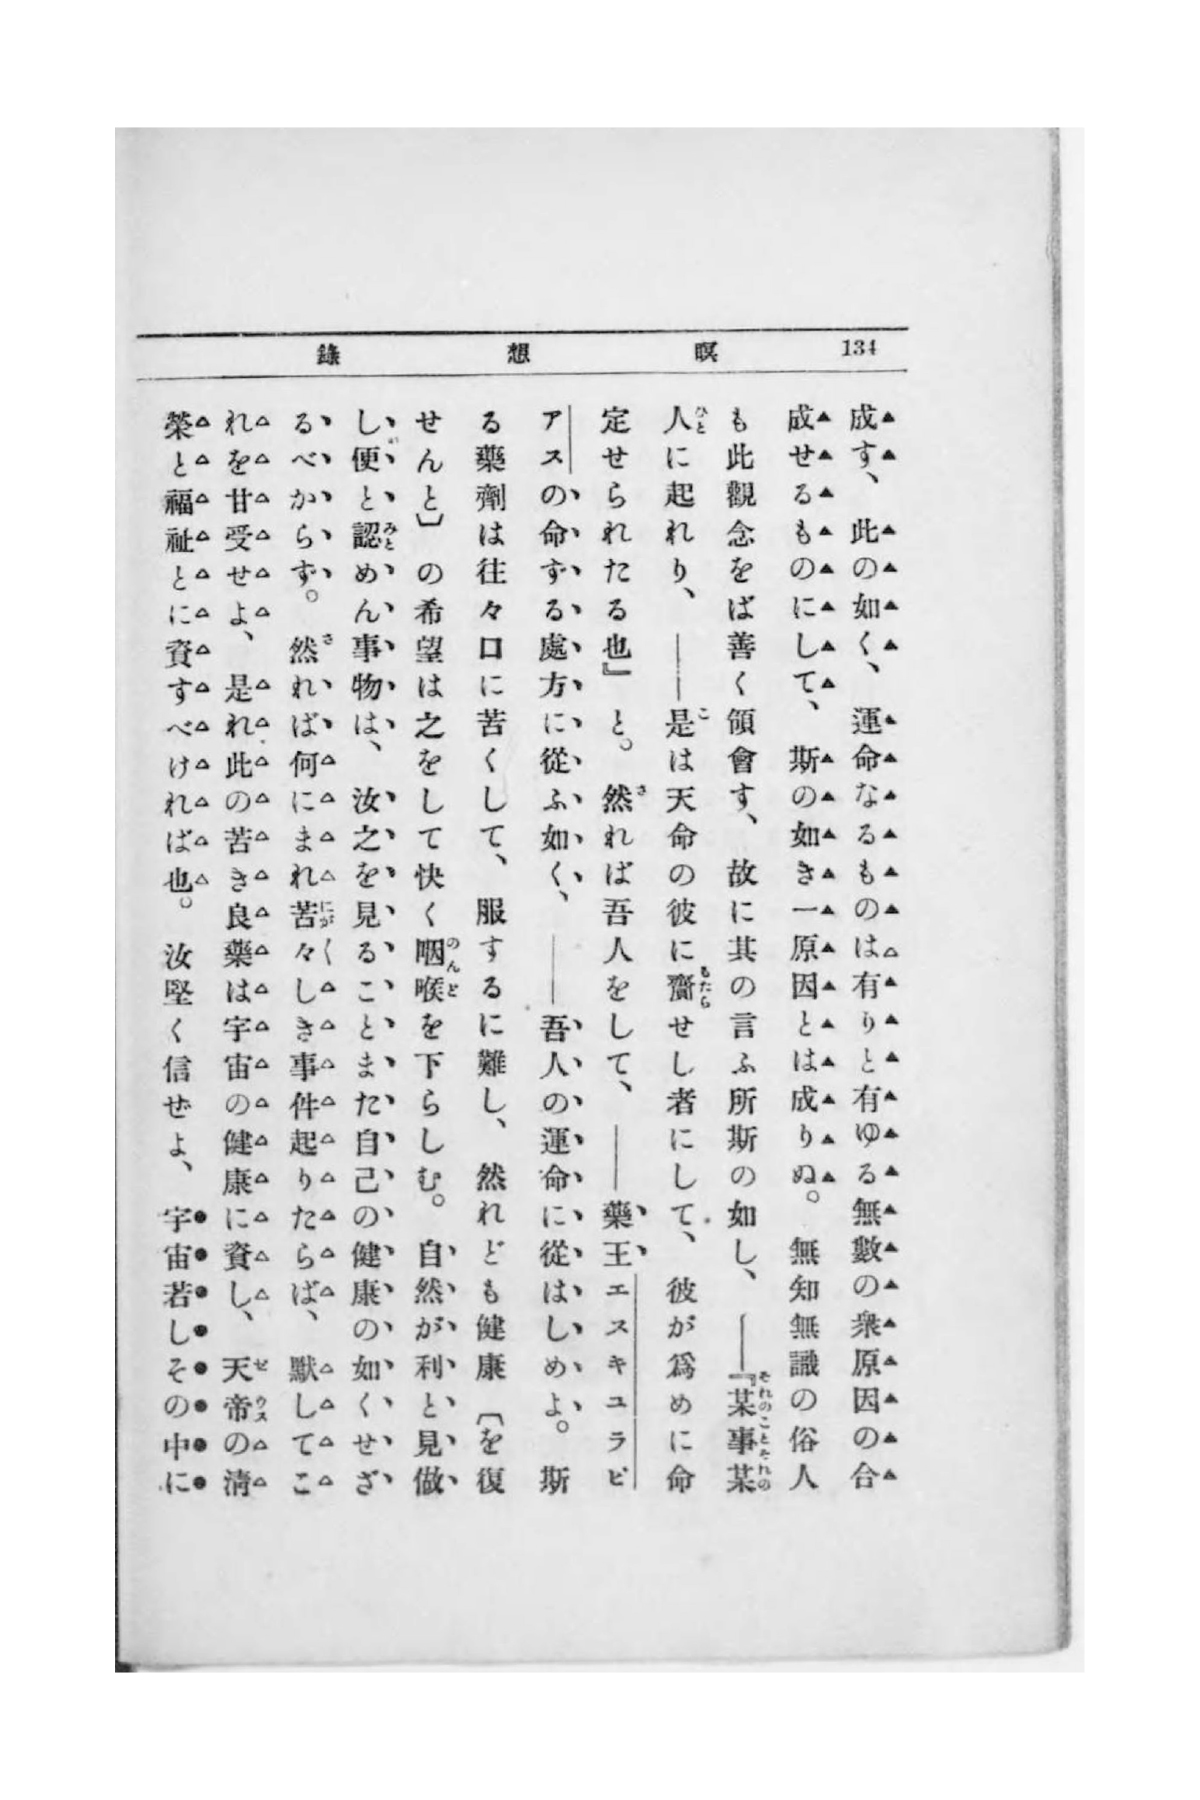 134　瞑想錄
成す、此の如く、運命なるものは有りと有ゆる無數の衆原因の合
成せるものにして、斯の如き一原因とは成りぬ。無知無識の俗人
も此觀念をば善く領會す、故に其の言ふ所斯の如し、――『某事某
人に起れり、――是は天命の彼に齎せし者にして、彼が爲めに命
定せられたる也』と。然れば吾人をして、――藥王エスキユラピ
アスの命ずる處方に從ふ如く、――吾人の運命に從はしめよ。斯
る藥劑は往々口に苦くして、服するに難し、然れども健康〔を復
せんと〕の希望は之をして快く咽喉を下らしむ。自然が利と見做
し便と認めん事物は、汝之を見ることまた自己の健康の如くせざ
るべからず。然れば何にまれ苦々しき事件起りたらば、默してこ
れを甘受せよ、是れ此の苦き良藥は宇宙の健康に資し、天帝の淸
榮と福祉とに資すべければ也。汝堅く信ぜよ、宇宙若しその中に